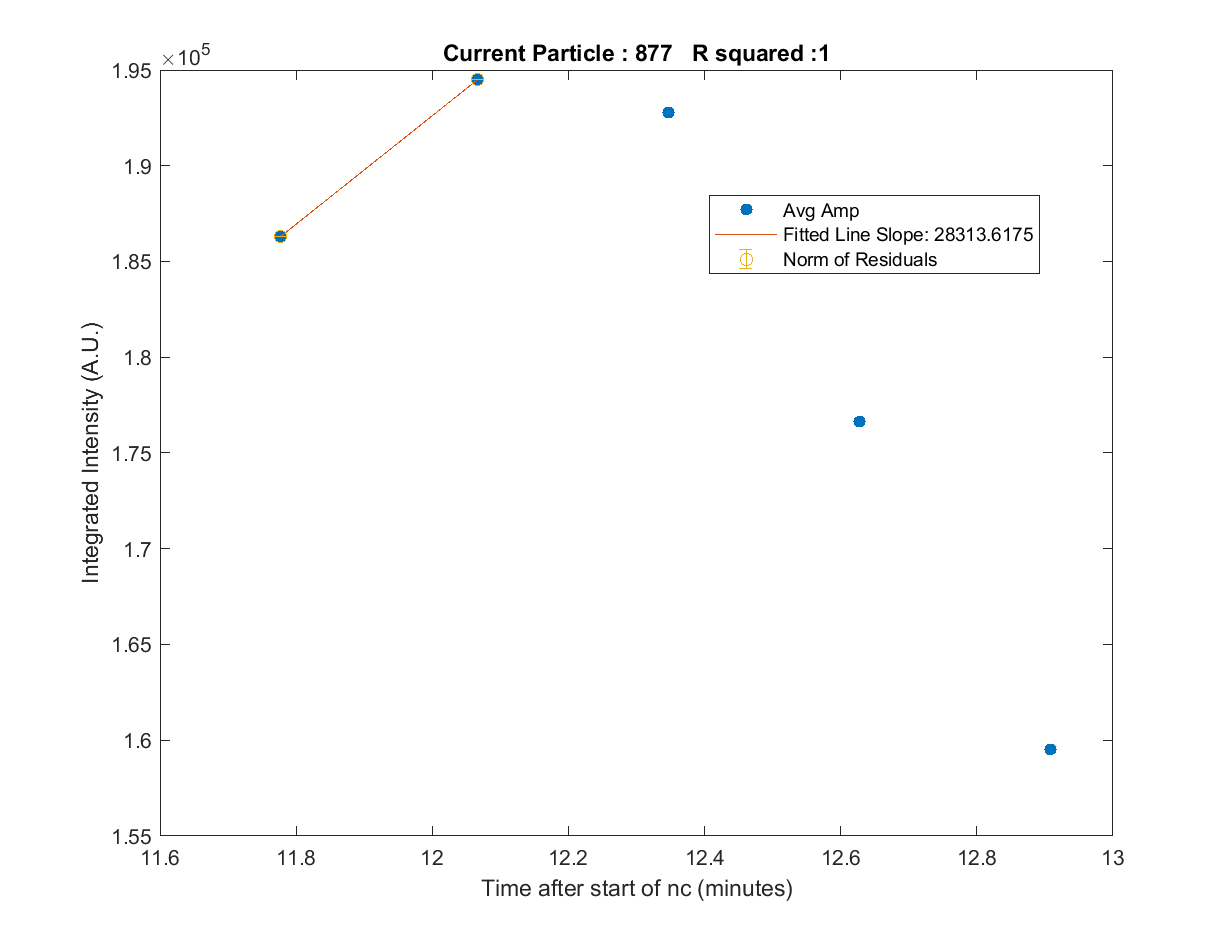 Current Particle : 877   R squared :1
×10^5
1.95
1.9
1.85
1.8
1.75
1.7
1.65
1.6
1.55
Integrated Intensity (A.U.)
Avg Amp
Fitted Line Slope: 28313.6175
Norm of Residuals
11.6 11.8 12 12.2 12.4 12.6 12.8 13
Time after start of nc (minutes)